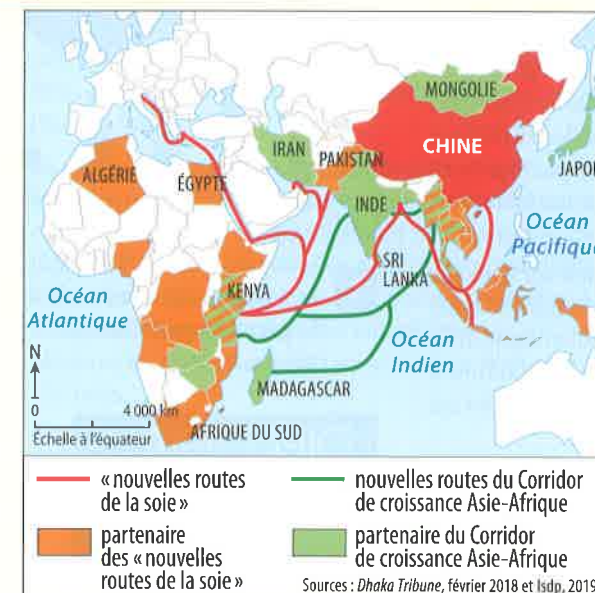 MONGOLIE
CHINE
IRAN
PAKISTAN
ALGÉRIE
ÉGYPTE
INDE
Océan
Pacifique
SRI
LANKA
KENYA
Océan
Atlantique
Océan
Indien
N
MADAGASCAR
0 4 000 km
Échelle à l'équateur
AFRIQUE DU SUD
« nouvelles routes
de la soie »
nouvelles routes du Corridor
de croissance Asie-Afrique
partenaire
des « nouvelles
routes de la soie »
partenaire du Corridor
de croissance Asie-Afrique
Sources : Dhaka Tribune, février 2018 et Isdp, 2019